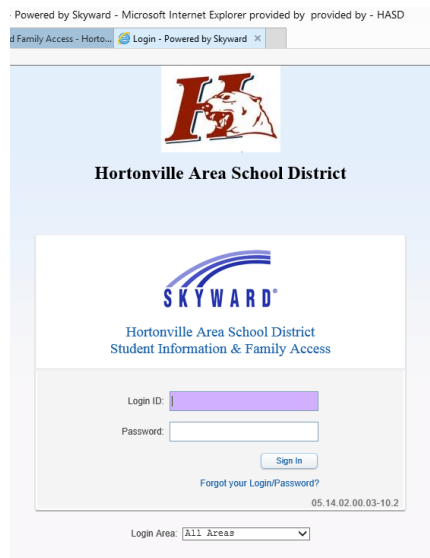 - Powered by Skyward - Microsoft Internet Explorer provided by provided by - HASD
d Family Access - Horto... Login - Powered by Skyward ×
H
Hortonville Area School District
SKYWARD®
Hortonville Area School District
Student Information & Family Access
Login ID:
Password:
Sign In
Forgot your Login/Password?
05.14.02.00.03-10.2
Login Area: All Areas